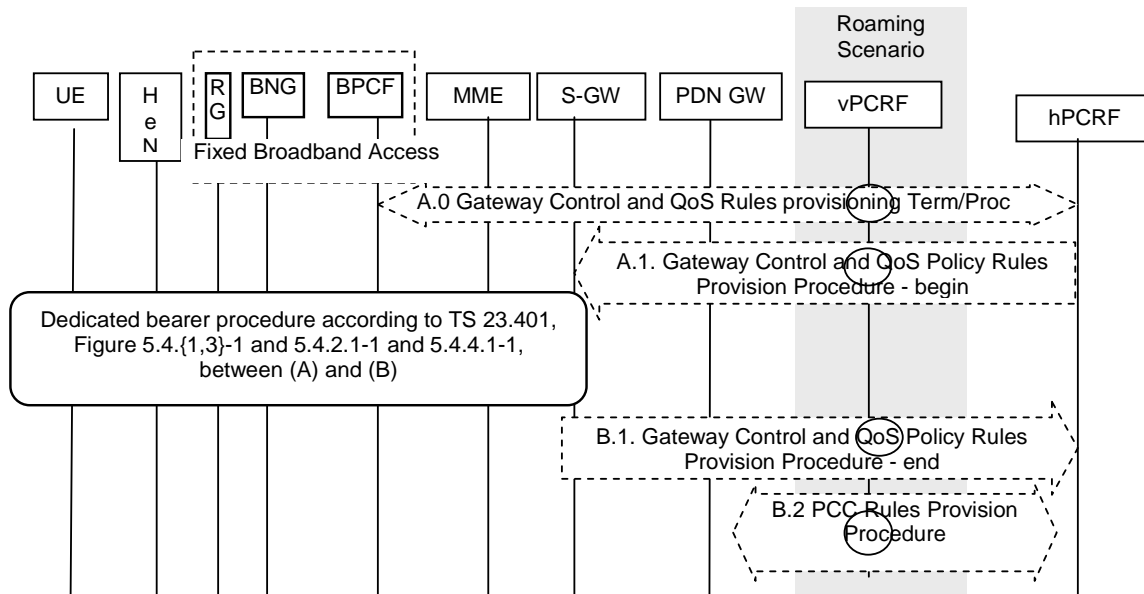 Roaming
Scenario
UE
H
e
N
R
G
BNG
BPCF
MME
S-GW
PDN GW
vPCRF
hPCRF
Fixed Broadband Access
A.0 Gateway Control and QoS Rules provisioning Term/Proc
A.1. Gateway Control and QoS Policy Rules
Provision Procedure - begin
Dedicated bearer procedure according to TS 23.401,
Figure 5.4.{1,3}-1 and 5.4.2.1-1 and 5.4.4.1-1,
between (A) and (B)
B.1. Gateway Control and QoS Policy Rules
Provision Procedure - end
B.2 PCC Rules Provision
Procedure